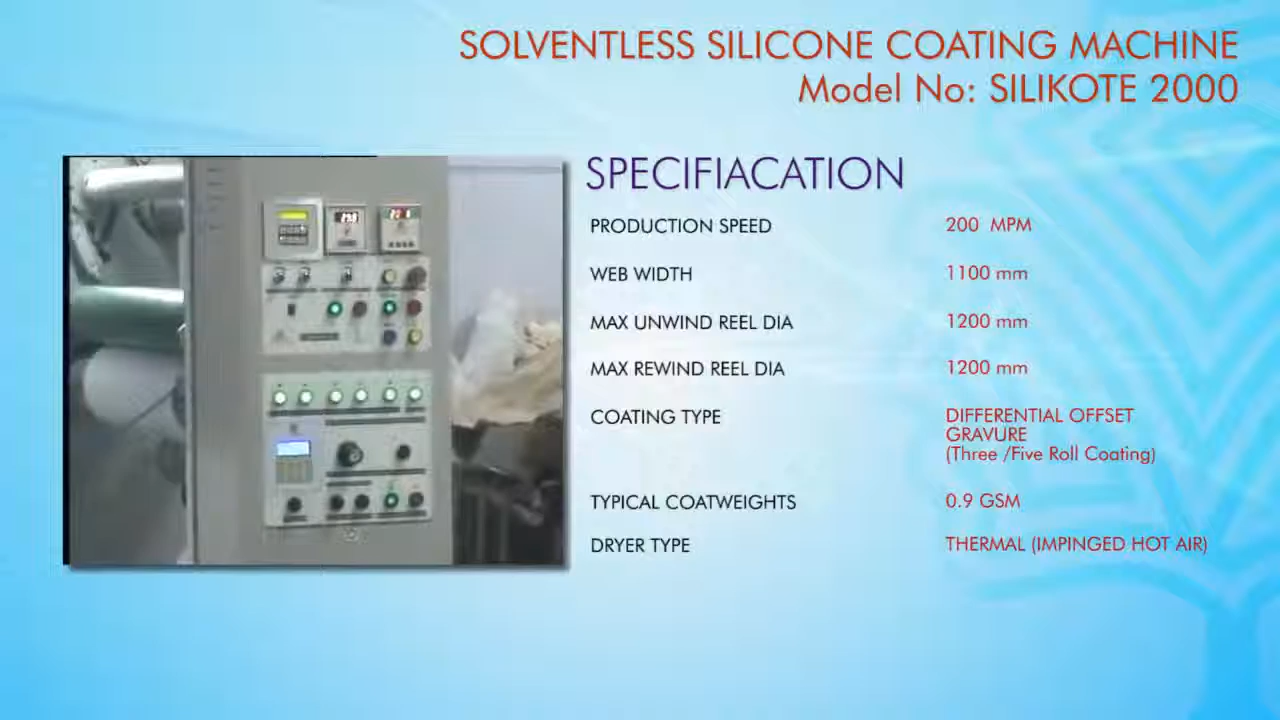 SOLVENTLESS SILICONE COATING MACHINE
Model No: SILIKOTE 2000
SPECIFIACATION
PRODUCTION SPEED 200 MPM
WEB WIDTH 1100 mm
MAX UNWIND REEL DIA 1200 mm
MAX REWIND REEL DIA 1200 mm
COATING TYPE DIFFERENTIAL OFFSET
GRAVURE
(Three /Five Roll Coating)
TYPICAL COATWEIGHTS 0.9 GSM
DRYER TYPE THERMAL (IMPINGED HOT AIR)